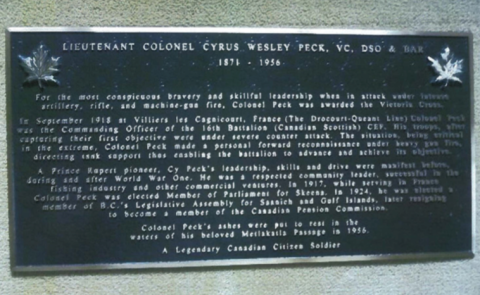 LIEUTENANT COLONEL CYRUS WESLEY PECK, VC, DSO & BAR
1871 - 1956
For the most conspicuous bravery and skillful leadership when in attack under intense
artillery, rifle, and machine-gun fire, Colonel Peck was awarded the Victoria Cross.
In September 1918 at Villiers les Cagnicourt, France (The Drocourt-Queant Line) Colonel Peck
was the Commanding Officer of the 16th Battalion (Canadian Scottish) CEF. His troops, after
capturing their first objective were under severe counter attack. The situation, being critical
in the extreme, Colonel Peck made a personal forward reconnaissance under heavy gun fire,
directing tank support thus enabling the battalion to advance and achieve its objective.
A Prince Rupert pioneer, Cy Peck's leadership, skills and drive were manifest before,
during and after World War One. He was a respected community leader, successful in the
fishing industry and other commercial ventures. In 1917, while serving in France
Colonel Peck was elected Member of Parliament for Skeena. In 1924, he was elected a
member of B.C.'s Legislative Assembly for Saanich and Gulf Islands, later resigning
to become a member of the Canadian Pension Commission.
Colonel Peck's ashes were put to rest in the
waters of his beloved Metlakatla Passage in 1956.
A Legendary Canadian Citizen Soldier